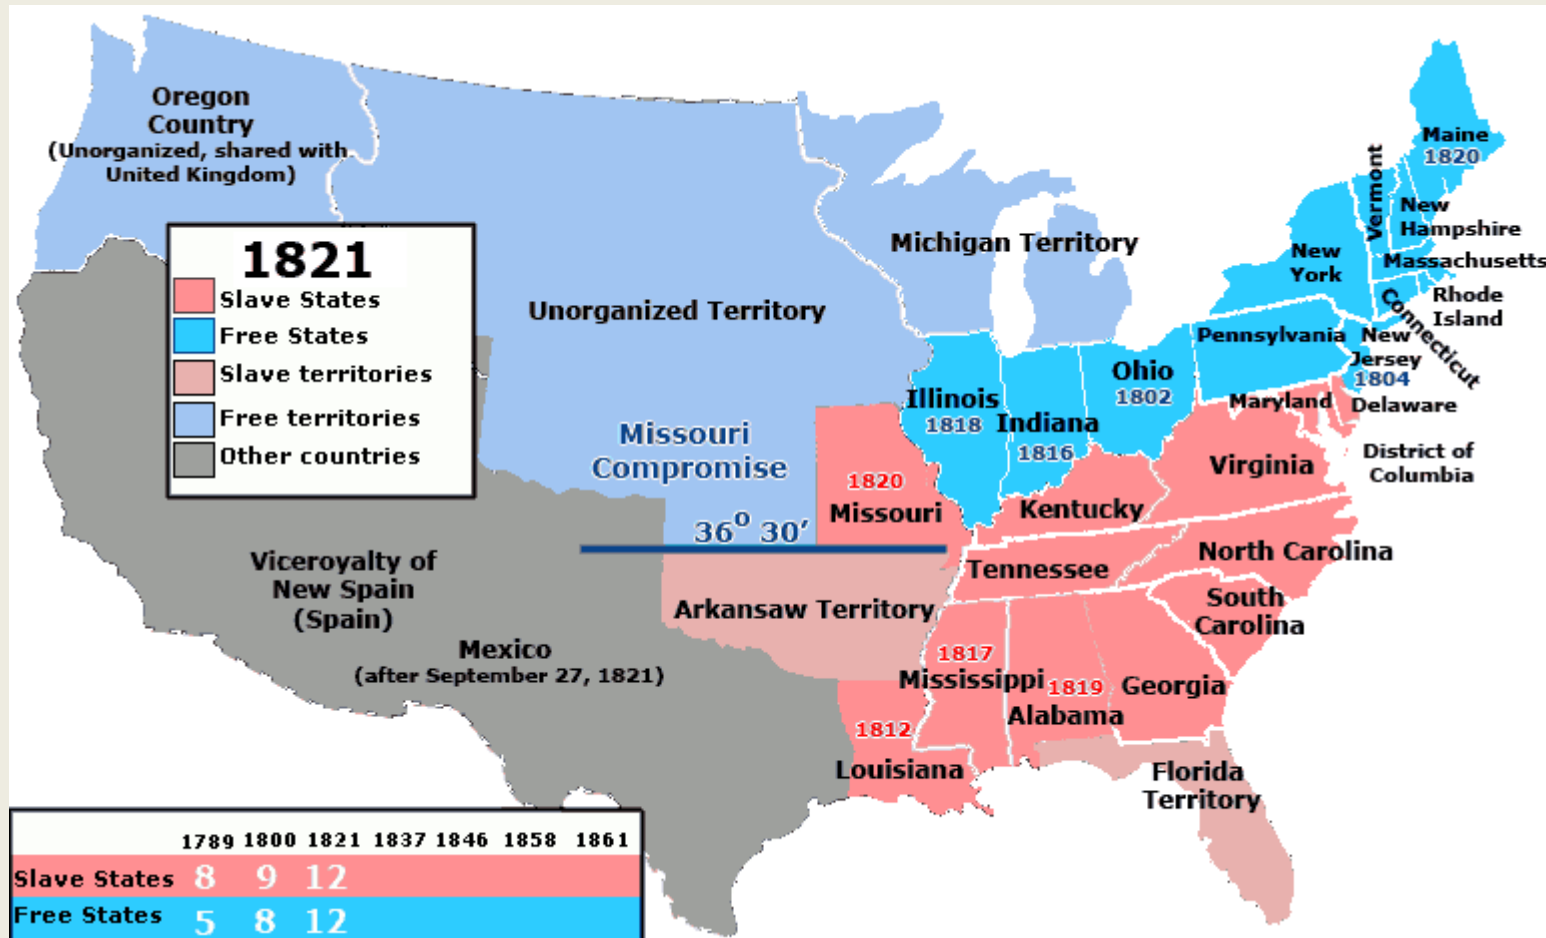 Oregon
Country
(Unorganized, shared with
United Kingdom)
Maine
1820
Vermont
New
Hampshire
Massachusetts
New
York
Rhode
Island
Connecticut
Michigan Territory
1821
Slave States
Free States
Slave territories
Free territories
Other countries
Unorganized Territory
Pennsylvania
New
Jersey
1804
Ohio
1802
Illinois
1818
Indiana
1816
Maryland
Delaware
District of
Columbia
Missouri
Compromise
36° 30′
1820
Missouri
Kentucky
Virginia
North Carolina
Tennessee
South
Carolina
Arkansaw Territory
Viceroyalty of
New Spain
(Spain)
Mexico
(after September 27, 1821)
1817
Mississippi
1819
Alabama
Georgia
1812
Louisiana
Florida
Territory
1789 1800 1821 1837 1846 1858 1861
Slave States 8 9 12
Free States 5 8 12